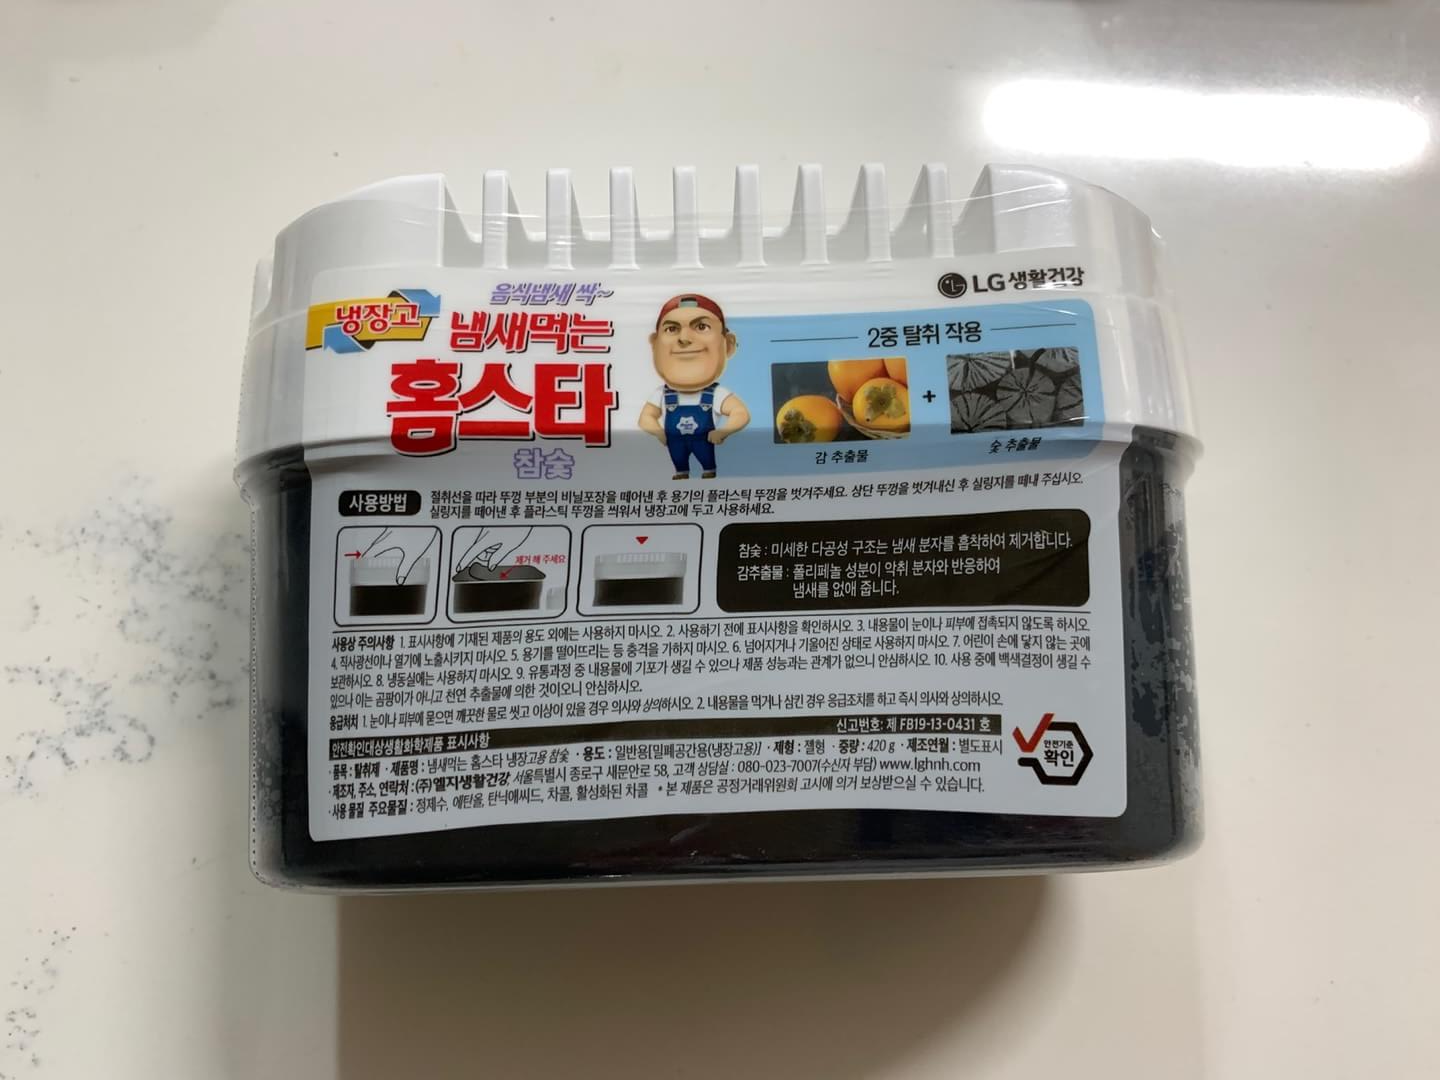 LG 생활건강
냉장고
음식냄새 싹~
냄새먹는
홈스타
참숯
2중 탈취 작용
+
감 추출물
숯 추출물
사용방법
절취선을 따라 뚜껑 부분의 비닐포장을 떼어낸 후 용기의 플라스틱 뚜껑을 벗겨주세요. 상단 뚜껑을 벗겨내신 후 실링지를 떼내 주십시오.
실링지를 떼어낸 후 플라스틱 뚜껑을 씌워서 냉장고에 두고 사용하세요.
제거 해 주세요
참숯 : 미세한 다공성 구조는 냄새 분자를 흡착하여 제거합니다.
감추출물 : 폴리페놀 성분이 악취 분자와 반응하여
냄새를 없애 줍니다.
사용상 주의사항 1. 표시사항에 기재된 제품의 용도 외에는 사용하지 마시오. 2. 사용하기 전에 표시사항을 확인하시오. 3. 내용물이 눈이나 피부에 접촉되지 않도록 하시오.
4. 직사광선이나 열기에 노출시키지 마시오. 5. 용기를 떨어뜨리는 등 충격을 가하지 마시오. 6. 넘어지거나 기울어진 상태로 사용하지 마시오. 7. 어린이 손에 닿지 않는 곳에
보관하시오. 8. 냉동실에는 사용하지 마시오. 9. 유통과정 중 내용물에 기포가 생길 수 있으나 제품 성능과는 관계가 없으니 안심하시오. 10. 사용 중에 백색결정이 생길 수
있으나 이는 곰팡이가 아니고 천연 추출물에 의한 것이오니 안심하시오.
응급처치 1. 눈이나 피부에 묻으면 깨끗한 물로 씻고 이상이 있을 경우 의사와 상의하시오. 2. 내용물을 먹거나 삼킨 경우 응급조치를 하고 즉시 의사와 상의하시오.
안전확인대상생활화학제품 표시사항
신고번호: 제 FB19-13-0431 호
· 품목 : 탈취제 · 제품명 : 냄새먹는 홈스타 냉장고용 참숯 · 용도 : 일반용[밀폐공간용(냉장고용)] · 제형 : 젤형 · 중량 : 420 g · 제조연월 : 별도표시
· 제조자, 주소, 연락처 : (주)엘지생활건강 서울특별시 종로구 새문안로 58, 고객 상담실 : 080-023-7007(수신자 부담) www.lghnh.com
· 사용 물질 주요물질 : 정제수, 에탄올, 탄닉애씨드, 차콜, 활성화된 차콜 * 본 제품은 공정거래위원회 고시에 의거 보상받으실 수 있습니다.
안전기준
확인